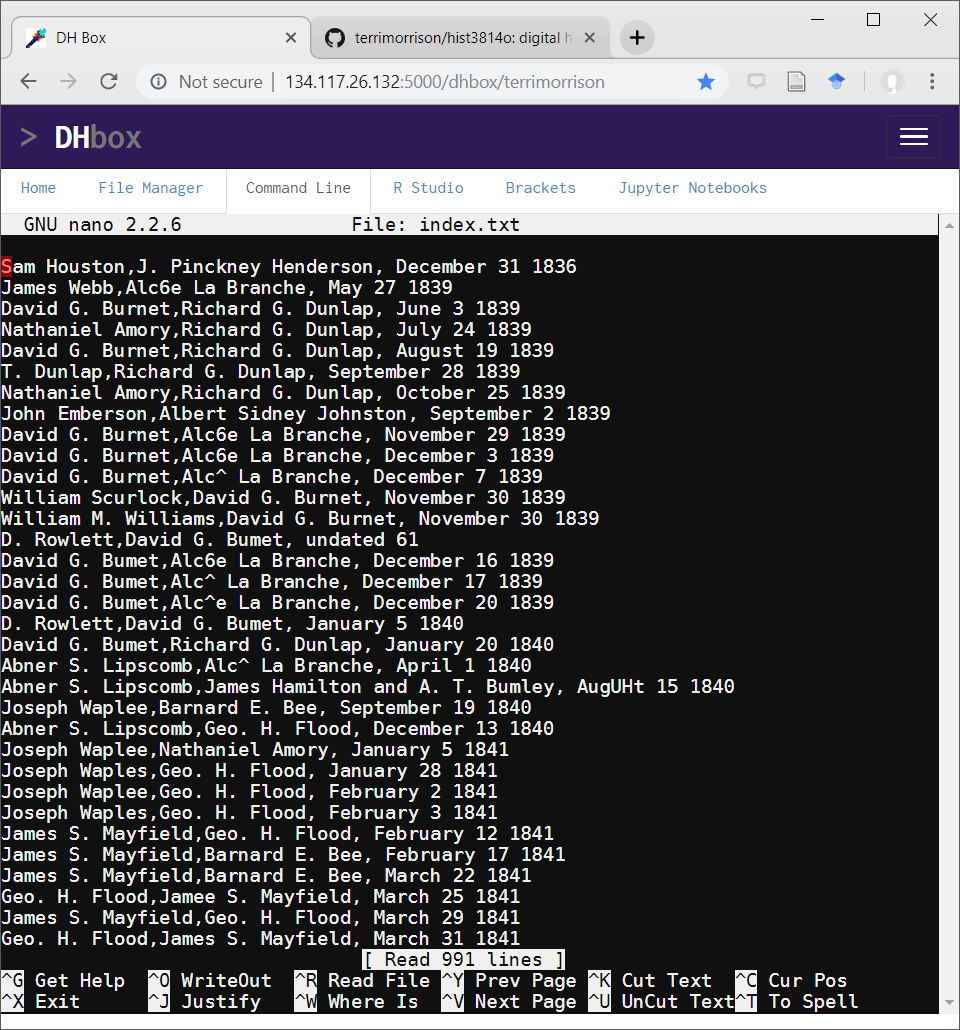 DH Box
terrimorrison/hist3814o: digital h
Not secure | 134.117.26.132:5000/dhbox/terrimorrison
> DHbox
Home File Manager Command Line R Studio Brackets Jupyter Notebooks
GNU nano 2.2.6 File: index.txt
Sam Houston,J. Pinckney Henderson, December 31 1836
James Webb,Alc6e La Branche, May 27 1839
David G. Burnet,Richard G. Dunlap, June 3 1839
Nathaniel Amory,Richard G. Dunlap, July 24 1839
David G. Burnet,Richard G. Dunlap, August 19 1839
T. Dunlap,Richard G. Dunlap, September 28 1839
Nathaniel Amory,Richard G. Dunlap, October 25 1839
John Emberson,Albert Sidney Johnston, September 2 1839
David G. Burnet,Alc6e La Branche, November 29 1839
David G. Burnet,Alc6e La Branche, December 3 1839
David G. Burnet,Alc^ La Branche, December 7 1839
William Scurlock,David G. Burnet, November 30 1839
William M. Williams,David G. Burnet, November 30 1839
D. Rowlett,David G. Bumet, undated 61
David G. Bumet,Alc6e La Branche, December 16 1839
David G. Bumet,Alc^ La Branche, December 17 1839
David G. Bumet,Alc^e La Branche, December 20 1839
D. Rowlett,David G. Bumet, January 5 1840
David G. Bumet,Richard G. Dunlap, January 20 1840
Abner S. Lipscomb,Alc^ La Branche, April 1 1840
Abner S. Lipscomb,James Hamilton and A. T. Bumley, AugUHt 15 1840
Joseph Waplee,Barnard E. Bee, September 19 1840
Abner S. Lipscomb,Geo. H. Flood, December 13 1840
Joseph Waplee,Nathaniel Amory, January 5 1841
Joseph Waples,Geo. H. Flood, January 28 1841
Joseph Waplee,Geo. H. Flood, February 2 1841
Joseph Waples,Geo. H. Flood, February 3 1841
James S. Mayfield,Geo. H. Flood, February 12 1841
James S. Mayfield,Barnard E. Bee, February 17 1841
James S. Mayfield,Barnard E. Bee, March 22 1841
Geo. H. Flood,Jamee S. Mayfield, March 25 1841
James S. Mayfield,Geo. H. Flood, March 29 1841
Geo. H. Flood,James S. Mayfield, March 31 1841
[ Read 991 lines ]
^G Get Help ^O WriteOut ^R Read File ^Y Prev Page ^K Cut Text ^C Cur Pos
^X Exit ^J Justify ^W Where Is ^V Next Page ^U UnCut Text^T To Spell